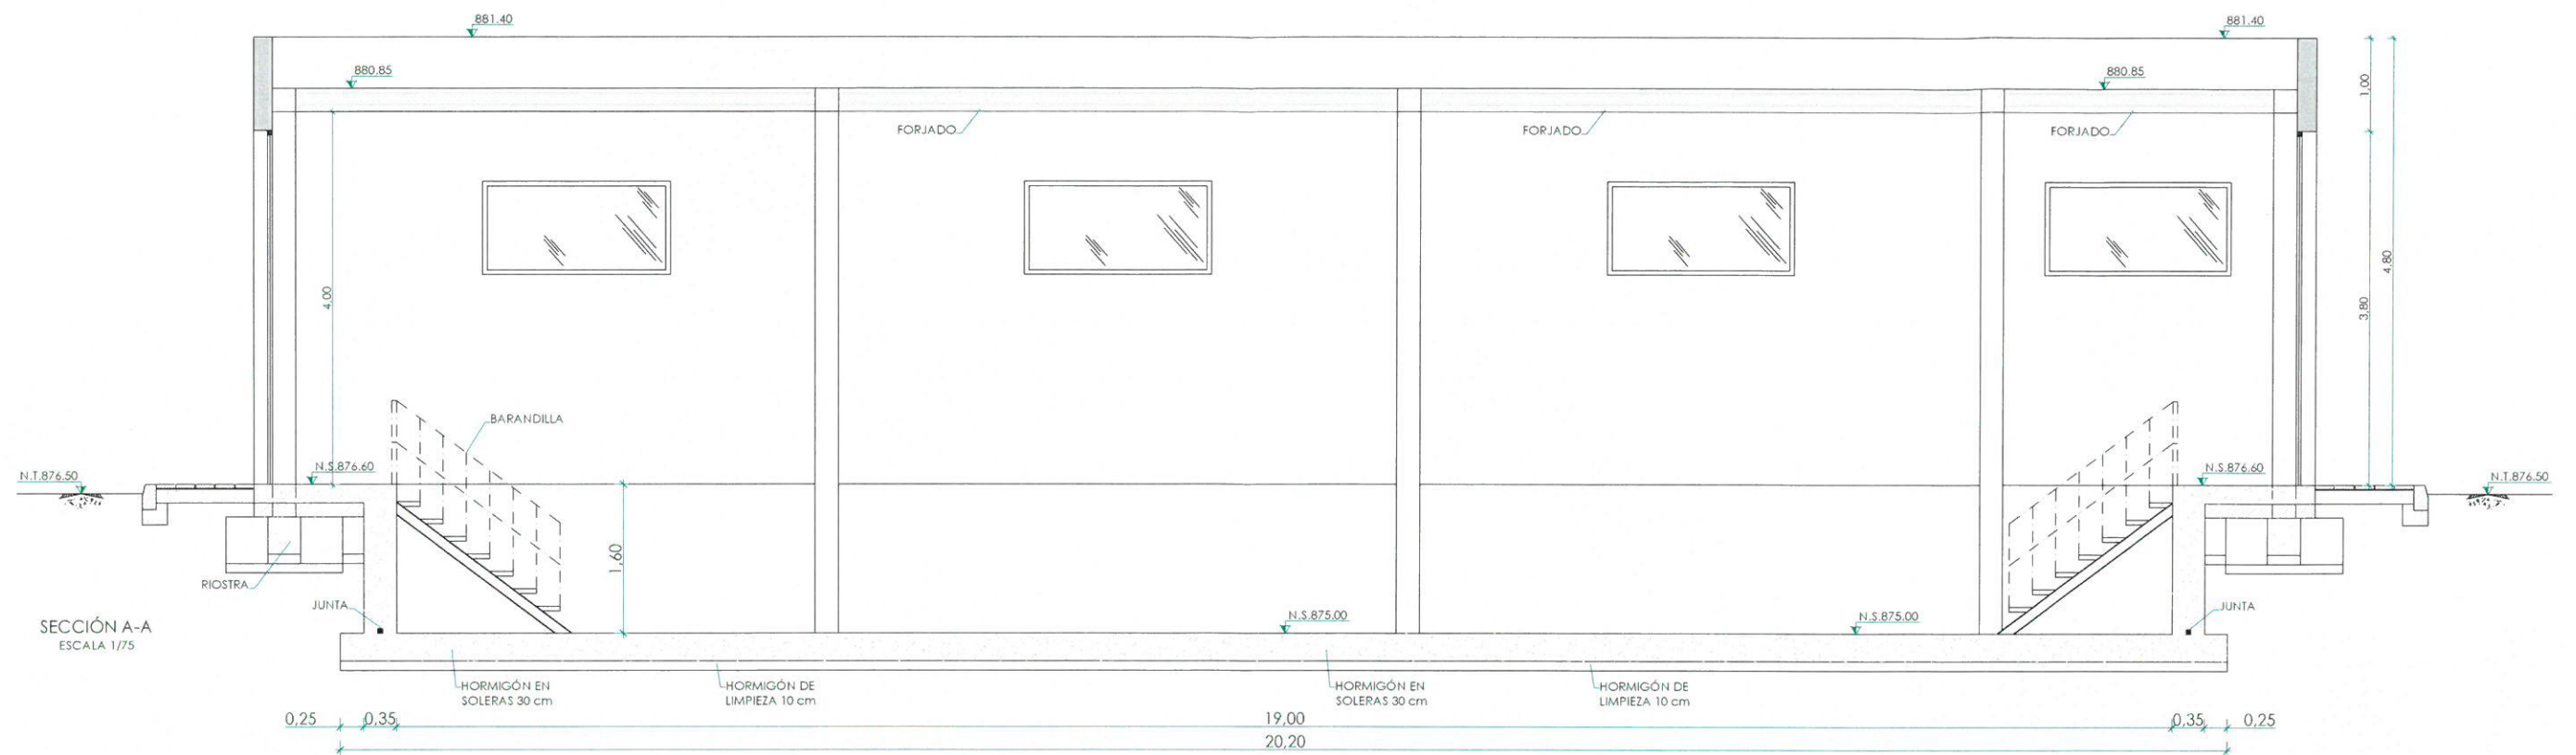 881.40
881.40
880.85
880.85
FORJADO
FORJADO
FORJADO
1,00
4,80
3,80
4.00
BARANDILLA
N.T.876.50
N.S.876.60
N.S.876.60
N.T.876.50
1,60
RIOSTRA
JUNTA
N.S.875.00
N.S.875.00
JUNTA
SECCIÓN A-A
ESCALA 1/75
HORMIGÓN EN
SOLERAS 30 cm
HORMIGÓN DE
LIMPIEZA 10 cm
HORMIGÓN EN
SOLERAS 30 cm
HORMIGÓN DE
LIMPIEZA 10 cm
0,25
0,35
19,00
0,35
0,25
20,20